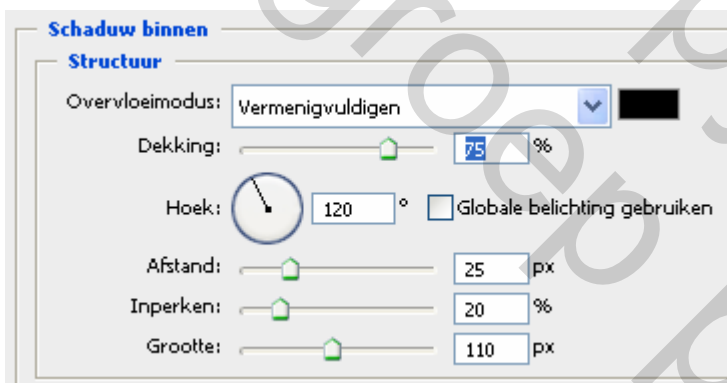 Schaduw binnen
Structuur
Overvloeimodus: Vermenigvuldigen
Dekking: 75 %
Hoek: 120 ° Globale belichting gebruiken
Afstand: 25 px
Inperken: 20 %
Grootte: 110 px